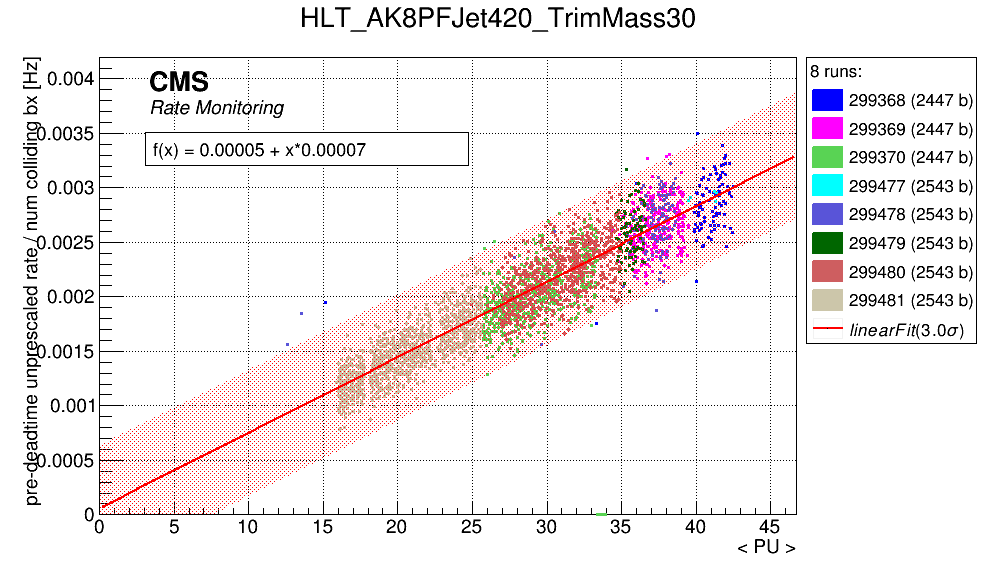 HLT_AK8PFJet420_TrimMass30
pre-deadtime unprescaled rate / num colliding bx [Hz]
0.004
0.0035
0.003
0.0025
0.002
0.0015
0.001
0.0005
0
CMS
Rate Monitoring
f(x) = 0.00005 + x*0.00007
0 5 10 15 20 25 30 35 40 45
< PU >
8 runs:
299368 (2447 b)
299369 (2447 b)
299370 (2447 b)
299477 (2543 b)
299478 (2543 b)
299479 (2543 b)
299480 (2543 b)
299481 (2543 b)
linearFit(3.0σ)